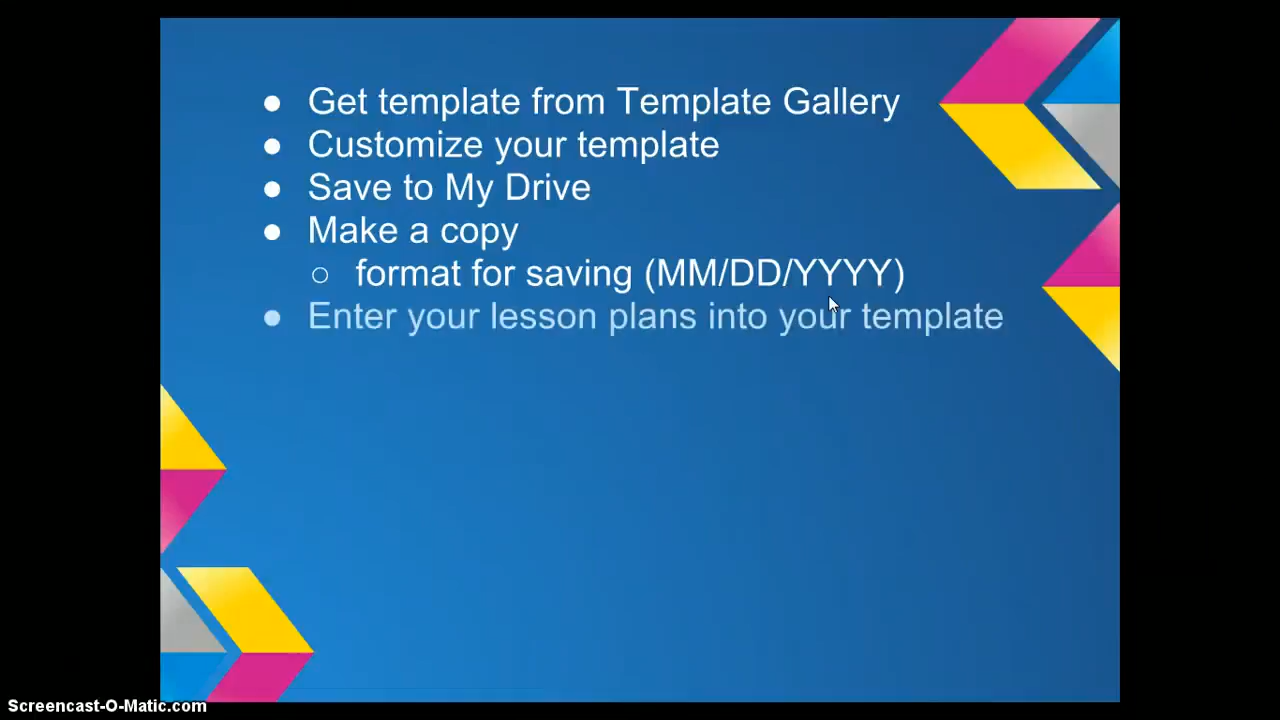 ● Get template from Template Gallery
● Customize your template
● Save to My Drive
● Make a copy
○ format for saving (MM/DD/YYYY)
● Enter your lesson plans into your template
Screencast-O-Matic.com